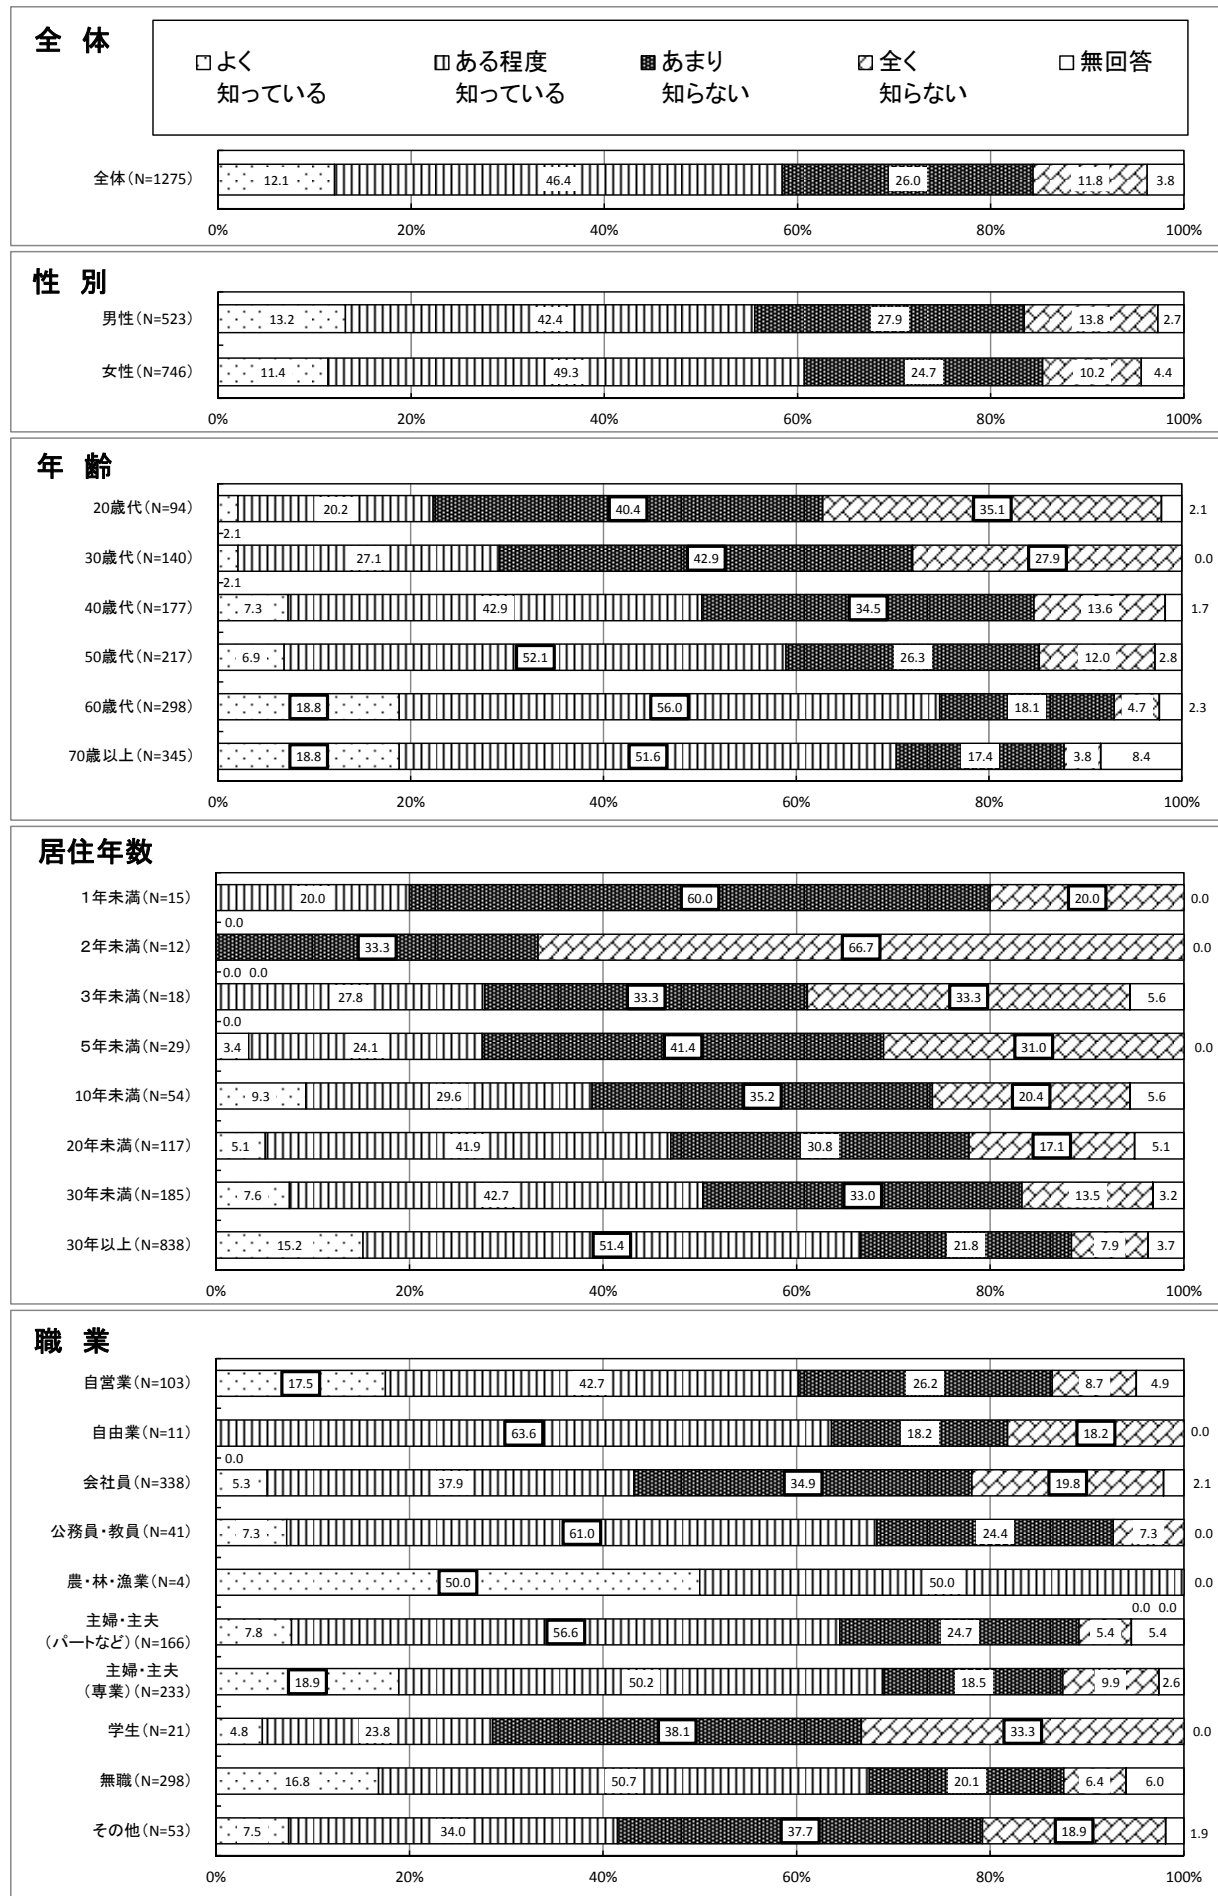 全 体
よく 知っている
ある程度 知っている
あまり 知らない
全く 知らない
無回答
全体(N=1275) 12.1 46.4 26.0 11.8 3.8
0% 20% 40% 60% 80% 100%
性 別
男性(N=523) 13.2 42.4 27.9 13.8 2.7
女性(N=746) 11.4 49.3 24.7 10.2 4.4
0% 20% 40% 60% 80% 100%
年 齢
20歳代(N=94) 20.2 40.4 35.1 2.1
2.1
30歳代(N=140) 27.1 42.9 27.9 0.0
2.1
40歳代(N=177) 7.3 42.9 34.5 13.6 1.7
50歳代(N=217) 6.9 52.1 26.3 12.0 2.8
60歳代(N=298) 18.8 56.0 18.1 4.7 2.3
70歳以上(N=345) 18.8 51.6 17.4 3.8 8.4
0% 20% 40% 60% 80% 100%
居住年数
1年未満(N=15) 20.0 60.0 20.0 0.0
0.0
2年未満(N=12) 33.3 66.7 0.0
0.0 0.0
3年未満(N=18) 27.8 33.3 33.3 5.6
0.0
5年未満(N=29) 3.4 24.1 41.4 31.0 0.0
10年未満(N=54) 9.3 29.6 35.2 20.4 5.6
20年未満(N=117) 5.1 41.9 30.8 17.1 5.1
30年未満(N=185) 7.6 42.7 33.0 13.5 3.2
30年以上(N=838) 15.2 51.4 21.8 7.9 3.7
0% 20% 40% 60% 80% 100%
職 業
自営業(N=103) 17.5 42.7 26.2 8.7 4.9
自由業(N=11) 63.6 18.2 18.2 0.0
0.0
会社員(N=338) 5.3 37.9 34.9 19.8 2.1
公務員・教員(N=41) 7.3 61.0 24.4 7.3 0.0
農・林・漁業(N=4) 50.0 50.0 0.0
0.0 0.0
主婦・主夫
(パートなど)(N=166) 7.8 56.6 24.7 5.4 5.4
主婦・主夫
(専業)(N=233) 18.9 50.2 18.5 9.9 2.6
学生(N=21) 4.8 23.8 38.1 33.3 0.0
無職(N=298) 16.8 50.7 20.1 6.4 6.0
その他(N=53) 7.5 34.0 37.7 18.9 1.9
0% 20% 40% 60% 80% 100%